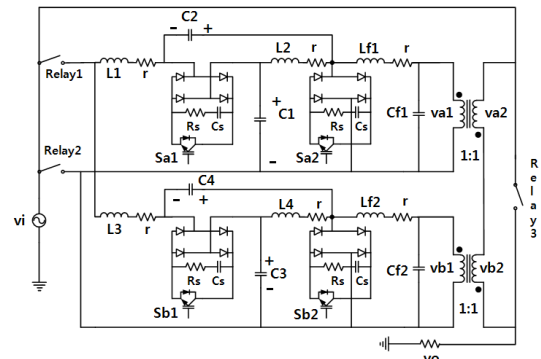 C2
- +
Relay1
L1 r
L2 r
Lf1 r
Rs Cs
+
C1
-
Rs Cs
Cf1
va1 va2
Sa1
Sa2
1:1
Relay2
C4
- +
vi
L3 r
L4 r
Lf2 r
Rs Cs
+
C3
-
Rs Cs
Cf2
vb1 vb2
Sb1
Sb2
1:1
Relay3